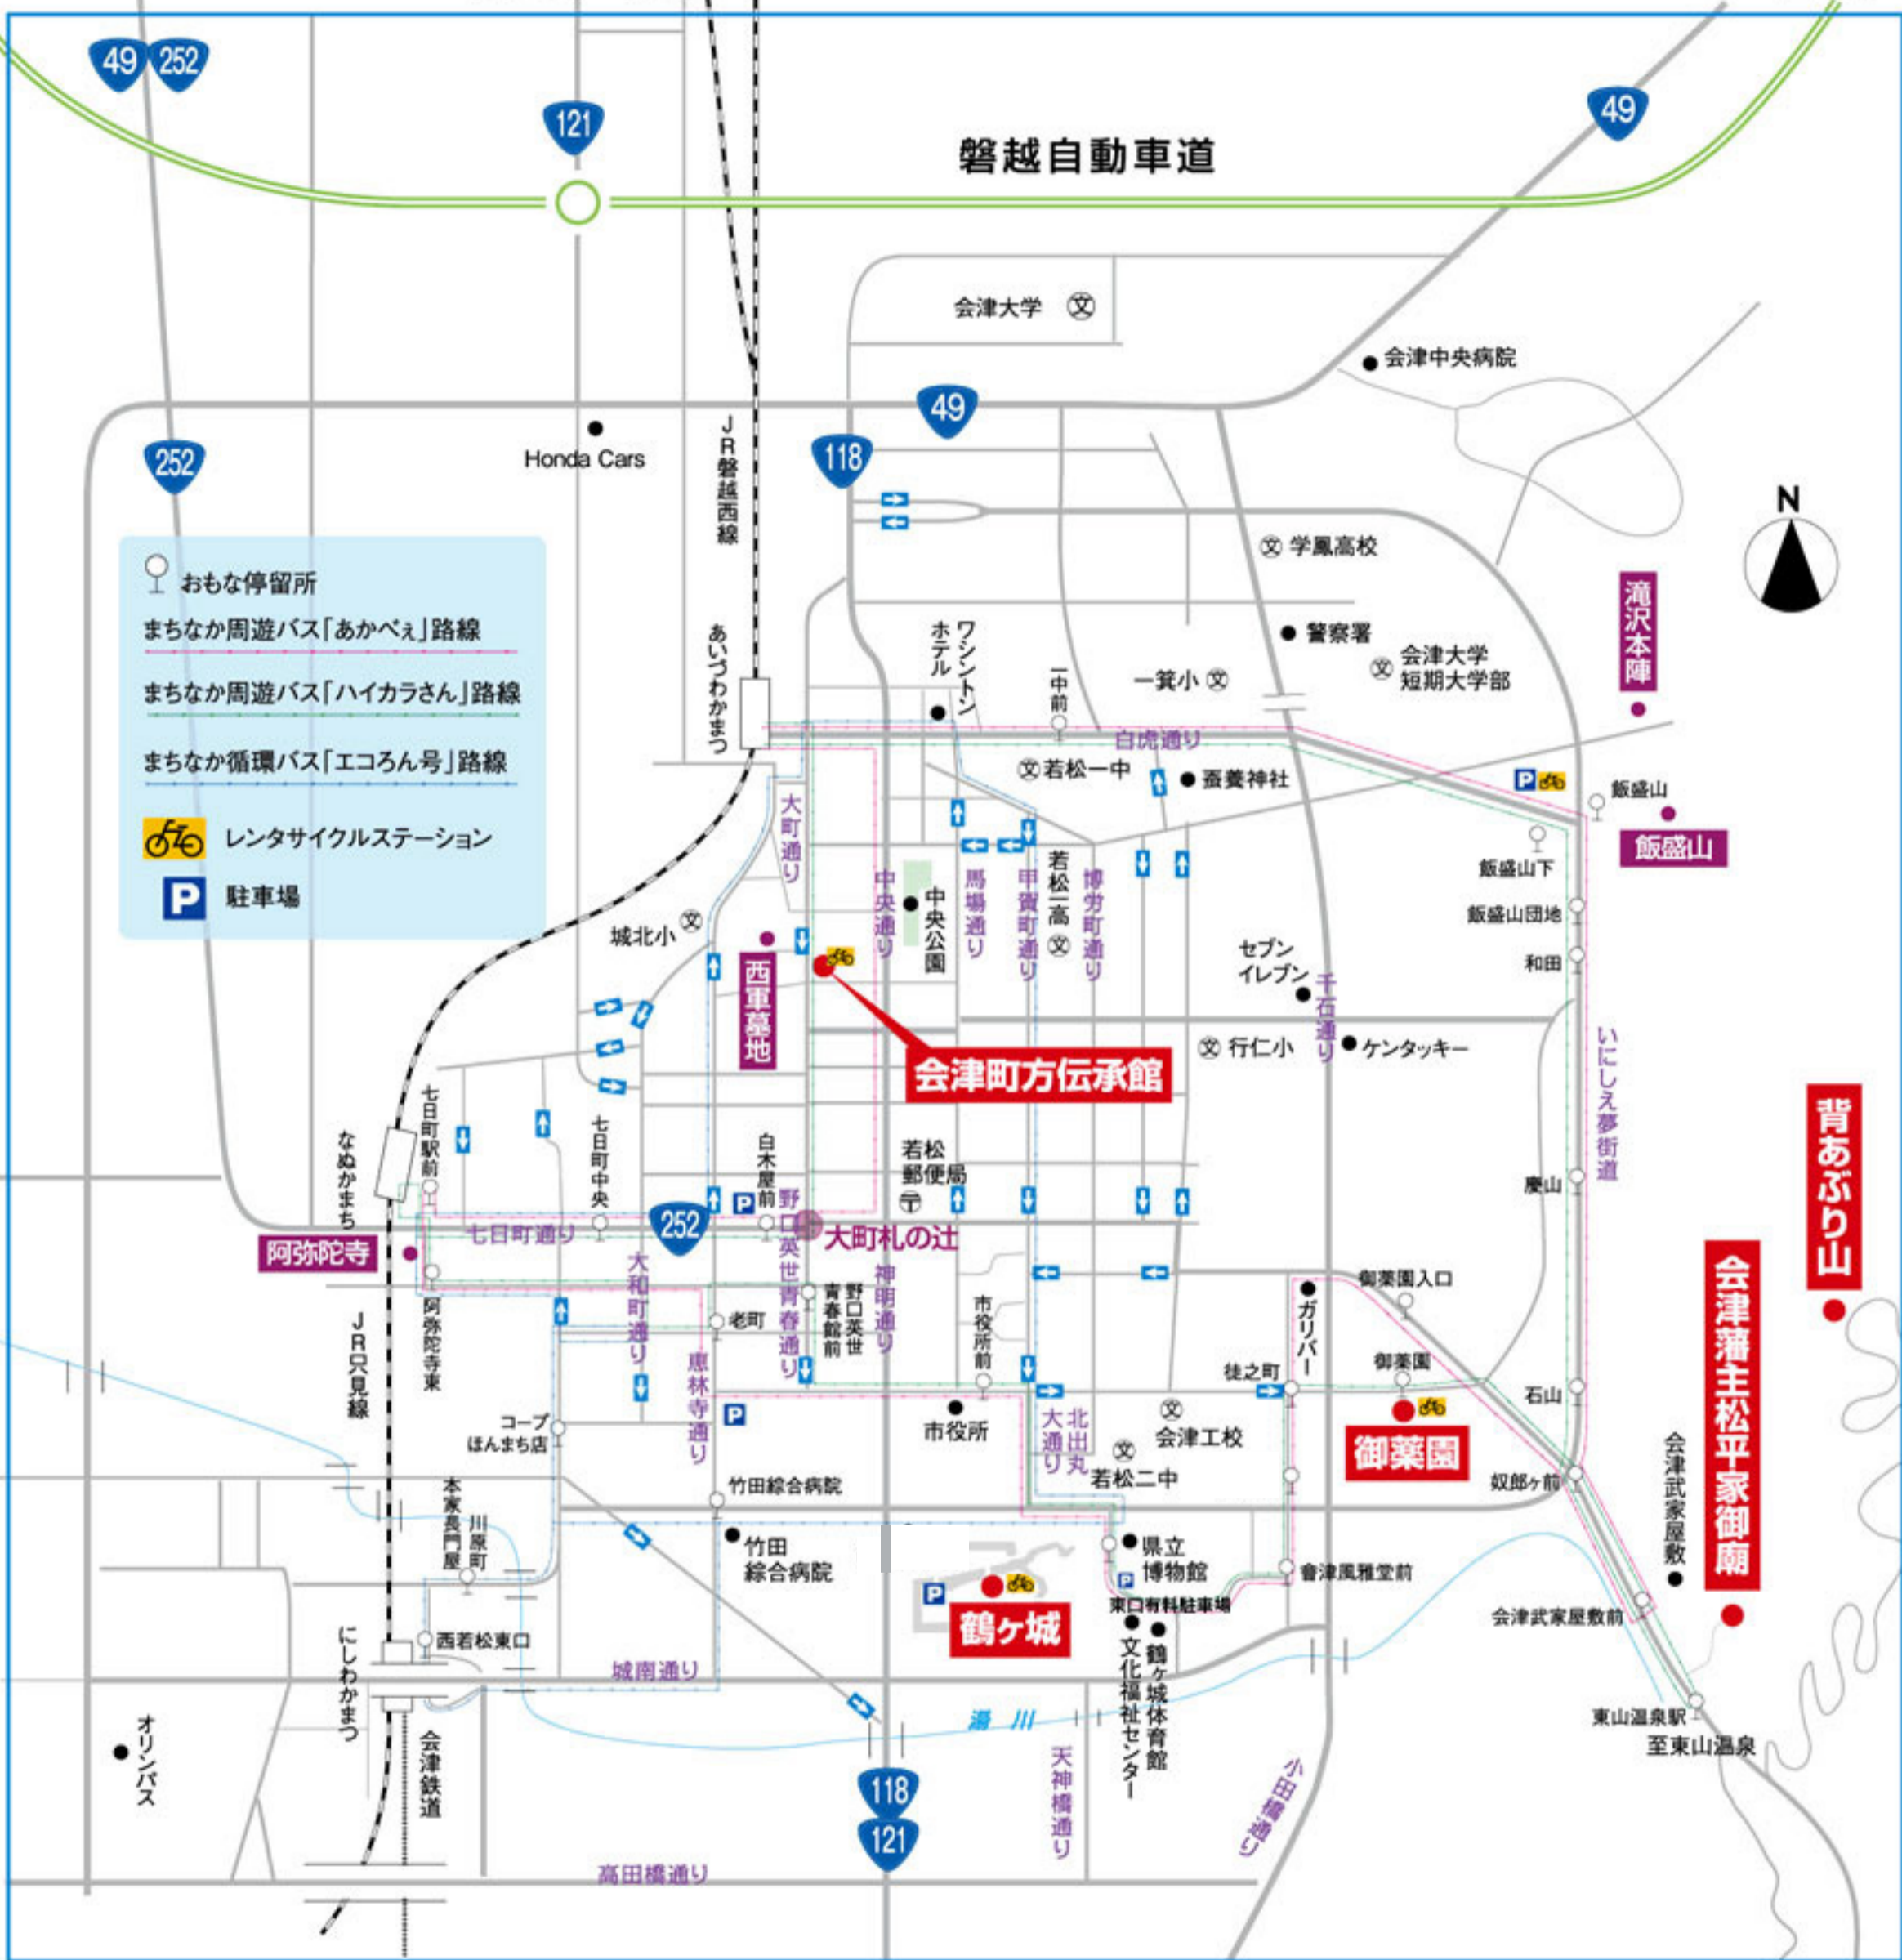 49
252
121
49
磐越自動車道
会津大学
文
会津中央病院
49
118
252
Honda Cars
JR磐越西線
N
文
学鳳高校
おもな停留所
まちなか周遊バス「あかべぇ」路線
まちなか周遊バス「ハイカラさん」路線
まちなか循環バス「エコろん号」路線
レンタサイクルステーション
P
駐車場
滝沢本陣
警察署
文
会津大学
短期大学部
あいづわかまつ
ワシントン
ホテル
一中前
一箕小
文
白虎通り
文
若松一中
蚕養神社
P
飯盛山
飯盛山
飯盛山下
飯盛山団地
和田
大町通り
中央通り
中央公園
馬場通り
甲賀町通り
若松一高
文
博労町通り
城北小
文
西軍墓地
セブン
イレブン
千石通り
会津町方伝承館
文
行仁小
ケンタッキー
いにしえ夢街道
背あぶり山
七日町駅前
なぬかまち
七日町中央
白木屋前
若松
郵便局
〒
慶山
P
252
七日町通り
野口英世青春通り
大町札の辻
阿弥陀寺
阿弥陀寺東
大和町通り
老町
野口英世
青春館前
神明通り
市役所前
ガリバー
御薬園入口
御薬園
徒之町
石山
会津藩主松平家御廟
JR只見線
恵林寺通り
P
市役所
北出丸
大通り
文
会津工校
文
若松二中
御薬園
コープ
ほんまち店
奴郎ヶ前
会津武家屋敷
本家長門屋
川原町
竹田綜合病院
竹田
綜合病院
県立
博物館
會津風雅堂前
P
P
鶴ヶ城
東口有料駐車場
会津武家屋敷前
西若松東口
にしわかまつ
城南通り
文化福祉センター
鶴ヶ城体育館
湯川
東山温泉駅
至東山温泉
オリンパス
会津鉄道
118
121
天神橋通り
小田橋通り
高田橋通り